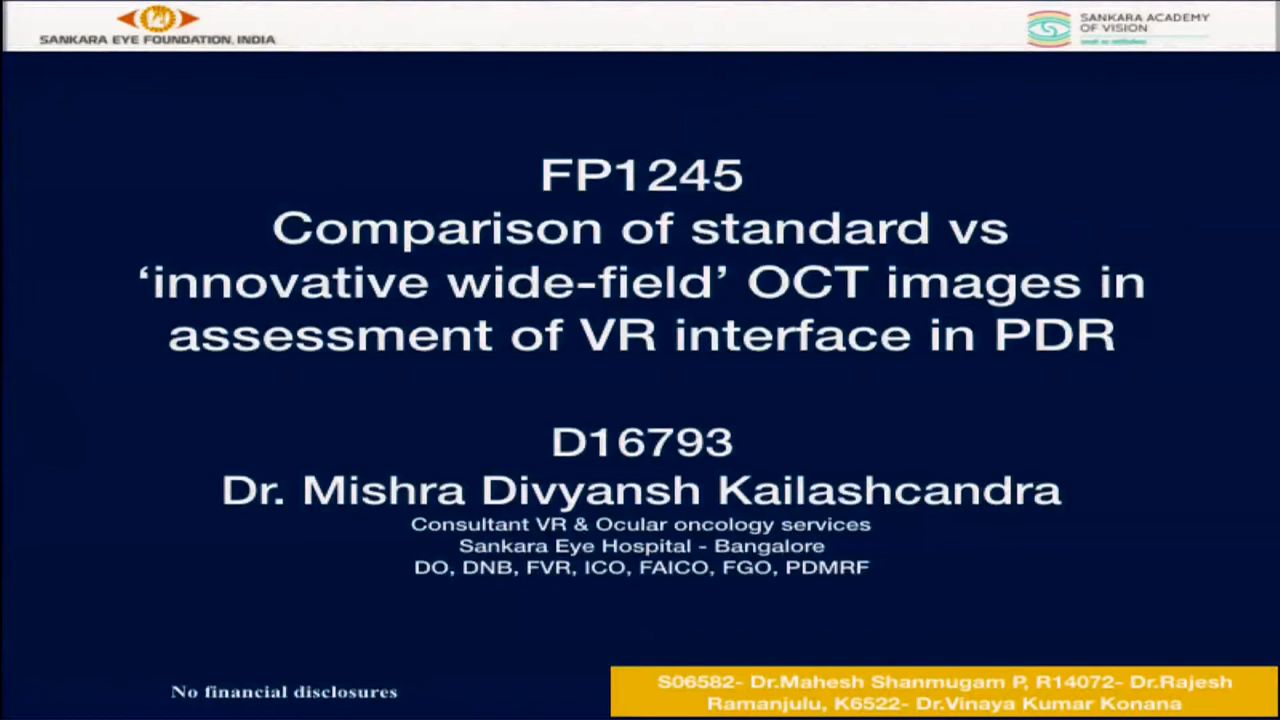 SANKARA EYE FOUNDATION, INDIA
SANKARA ACADEMY
OF VISION
FP1245
Comparison of standard vs
‘innovative wide-field’ OCT images in
assessment of VR interface in PDR
D16793
Dr. Mishra Divyansh Kailashcandra
Consultant VR & Ocular oncology services
Sankara Eye Hospital - Bangalore
DO, DNB, FVR, ICO, FAICO, FGO, PDMRF
No financial disclosures
S06582- Dr.Mahesh Shanmugam P, R14072- Dr.Rajesh
Ramanjulu, K6522- Dr.Vinaya Kumar Konana